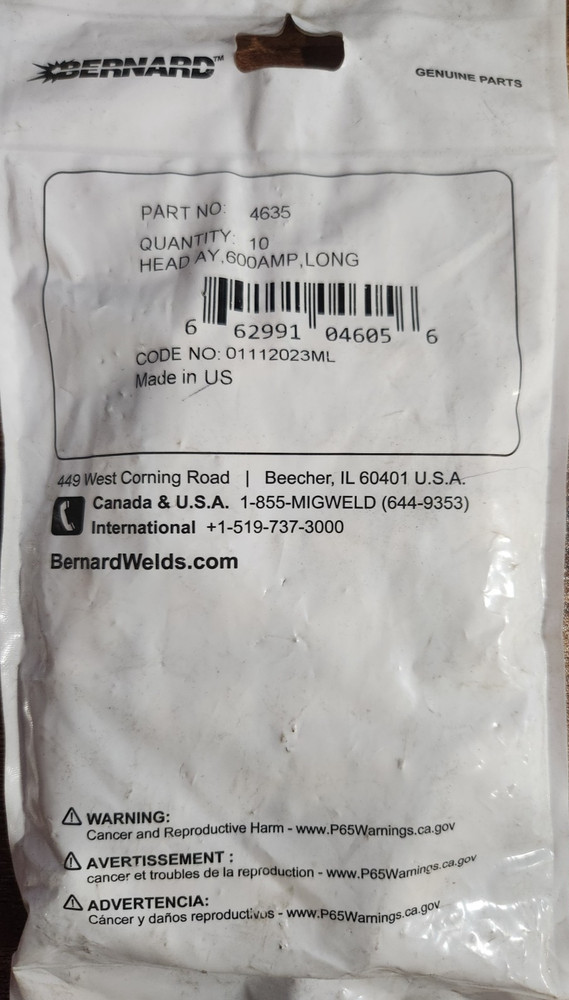 BERNARD™
GENUINE PARTS
PART NO: 4635
QUANTITY: 10
HEAD AY,600AMP,LONG
6 62991 04605 6
CODE NO: 01112023ML
Made in US
449 West Corning Road | Beecher, IL 60401 U.S.A.
Canada & U.S.A. 1-855-MIGWELD (644-9353)
International +1-519-737-3000
BernardWelds.com
⚠ WARNING:
Cancer and Reproductive Harm - www.P65Warnings.ca.gov
⚠ AVERTISSEMENT :
cancer et troubles de la reproduction - www.P65Warnings.ca.gov
⚠ ADVERTENCIA:
Cáncer y daños reproductivos - www.P65Warnings.ca.gov